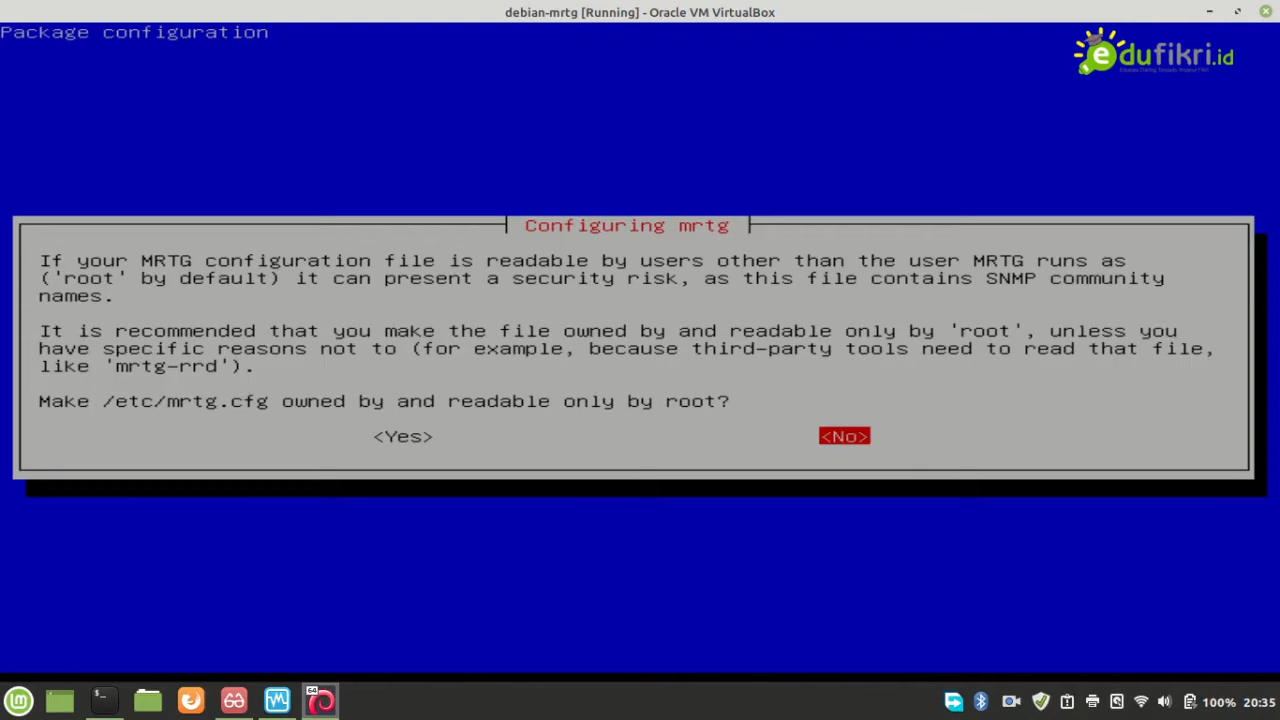 debian-mrtg [Running] - Oracle VM VirtualBox
Package configuration
edufikri.id
Configuring mrtg
If your MRTG configuration file is readable by users other than the user MRTG runs as
('root' by default) it can present a security risk, as this file contains SNMP community
names.
It is recommended that you make the file owned by and readable only by 'root', unless you
have specific reasons not to (for example, because third-party tools need to read that file,
like 'mrtg-rrd').
Make /etc/mrtg.cfg owned by and readable only by root?
<Yes> <No>
64
100% 20:35